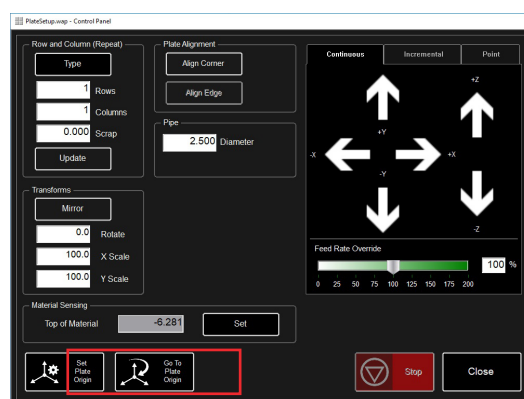 PlateSetup.wap - Control Panel
Row and Column (Repeat)
Type
1 Rows
1 Columns
0.000 Scrap
Update
Plate Alignment
Align Corner
Align Edge
Pipe
2.500 Diameter
Continuous
Incremental
Point
+Z
+Y
-X
+X
-Y
-Z
Feed Rate Override
100 %
0 25 50 75 100 125 150 175 200
Transforms
Mirror
0.0 Rotate
100.0 X Scale
100.0 Y Scale
Material Sensing
Top of Material -6.281 Set
Set
Plate
Origin
Go To
Plate
Origin
Stop
Close